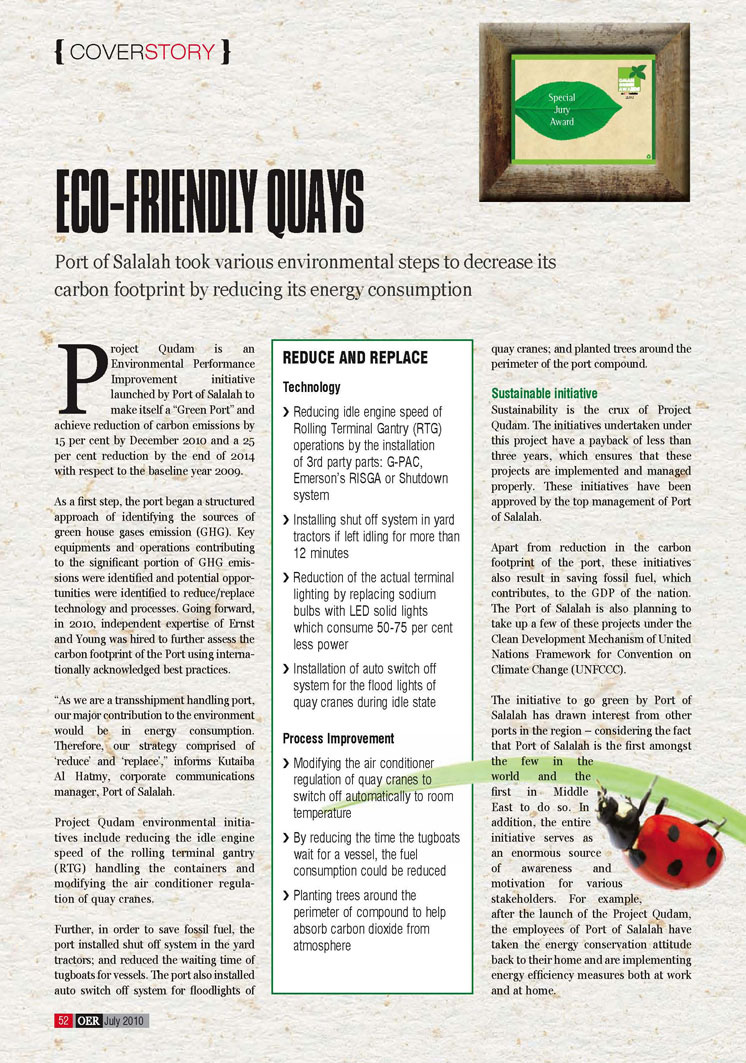 { COVERSTORY }
Special
Jury
Award
2010
ECO-FRIENDLY QUAYS
Port of Salalah took various environmental steps to decrease its
carbon footprint by reducing its energy consumption
Project Qudam is an
Environmental Performance
Improvement initiative
launched by Port of Salalah to
make itself a “Green Port” and
achieve reduction of carbon emissions by
15 per cent by December 2010 and a 25
per cent reduction by the end of 2014
with respect to the baseline year 2009.
As a first step, the port began a structured
approach of identifying the sources of
green house gases emission (GHG). Key
equipments and operations contributing
to the significant portion of GHG emis-
sions were identified and potential oppor-
tunities were identified to reduce/replace
technology and processes. Going forward,
in 2010, independent expertise of Ernst
and Young was hired to further assess the
carbon footprint of the Port using interna-
tionally acknowledged best practices.
“As we are a transshipment handling port,
our major contribution to the environment
would be in energy consumption.
Therefore, our strategy comprised of
‘reduce’ and ‘replace’,” informs Kutaiba
Al Hatmy, corporate communications
manager, Port of Salalah.
Project Qudam environmental initia-
tives include reducing the idle engine
speed of the rolling terminal gantry
(RTG) handling the containers and
modifying the air conditioner regula-
tion of quay cranes.
Further, in order to save fossil fuel, the
port installed shut off system in the yard
tractors; and reduced the waiting time of
tugboats for vessels. The port also installed
auto switch off system for floodlights of
REDUCE AND REPLACE
Technology
❯ Reducing idle engine speed of
Rolling Terminal Gantry (RTG)
operations by the installation
of 3rd party parts: G-PAC,
Emerson’s RISGA or Shutdown
system
❯ Installing shut off system in yard
tractors if left idling for more than
12 minutes
❯ Reduction of the actual terminal
lighting by replacing sodium
bulbs with LED solid lights
which consume 50-75 per cent
less power
❯ Installation of auto switch off
system for the flood lights of
quay cranes during idle state
Process Improvement
❯ Modifying the air conditioner
regulation of quay cranes to
switch off automatically to room
temperature
❯ By reducing the time the tugboats
wait for a vessel, the fuel
consumption could be reduced
❯ Planting trees around the
perimeter of compound to help
absorb carbon dioxide from
atmosphere
quay cranes; and planted trees around the
perimeter of the port compound.
Sustainable initiative
Sustainability is the crux of Project
Qudam. The initiatives undertaken under
this project have a payback of less than
three years, which ensures that these
projects are implemented and managed
properly. These initiatives have been
approved by the top management of Port
of Salalah.
Apart from reduction in the carbon
footprint of the port, these initiatives
also result in saving fossil fuel, which
contributes, to the GDP of the nation.
The Port of Salalah is also planning to
take up a few of these projects under the
Clean Development Mechanism of United
Nations Framework for Convention on
Climate Change (UNFCCC).
The initiative to go green by Port of
Salalah has drawn interest from other
ports in the region – considering the fact
that Port of Salalah is the first amongst
the few in the
world and the
first in Middle
East to do so. In
addition, the entire
initiative serves as
an enormous source
of awareness and
motivation for various
stakeholders. For example,
after the launch of the Project Qudam,
the employees of Port of Salalah have
taken the energy conservation attitude
back to their home and are implementing
energy efficiency measures both at work
and at home.
52 OER July 2010